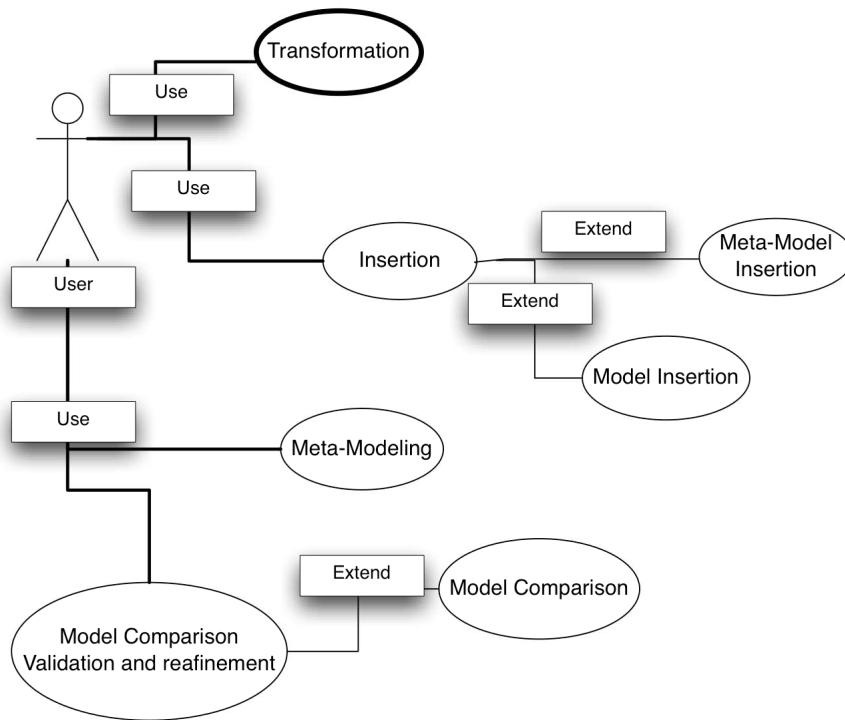 Transformation
Use
Use
Extend
Meta-Model
Insertion
Insertion
User
Extend
Model Insertion
Use
Meta-Modeling
Extend
Model Comparison
Model Comparison
Validation and reafinement